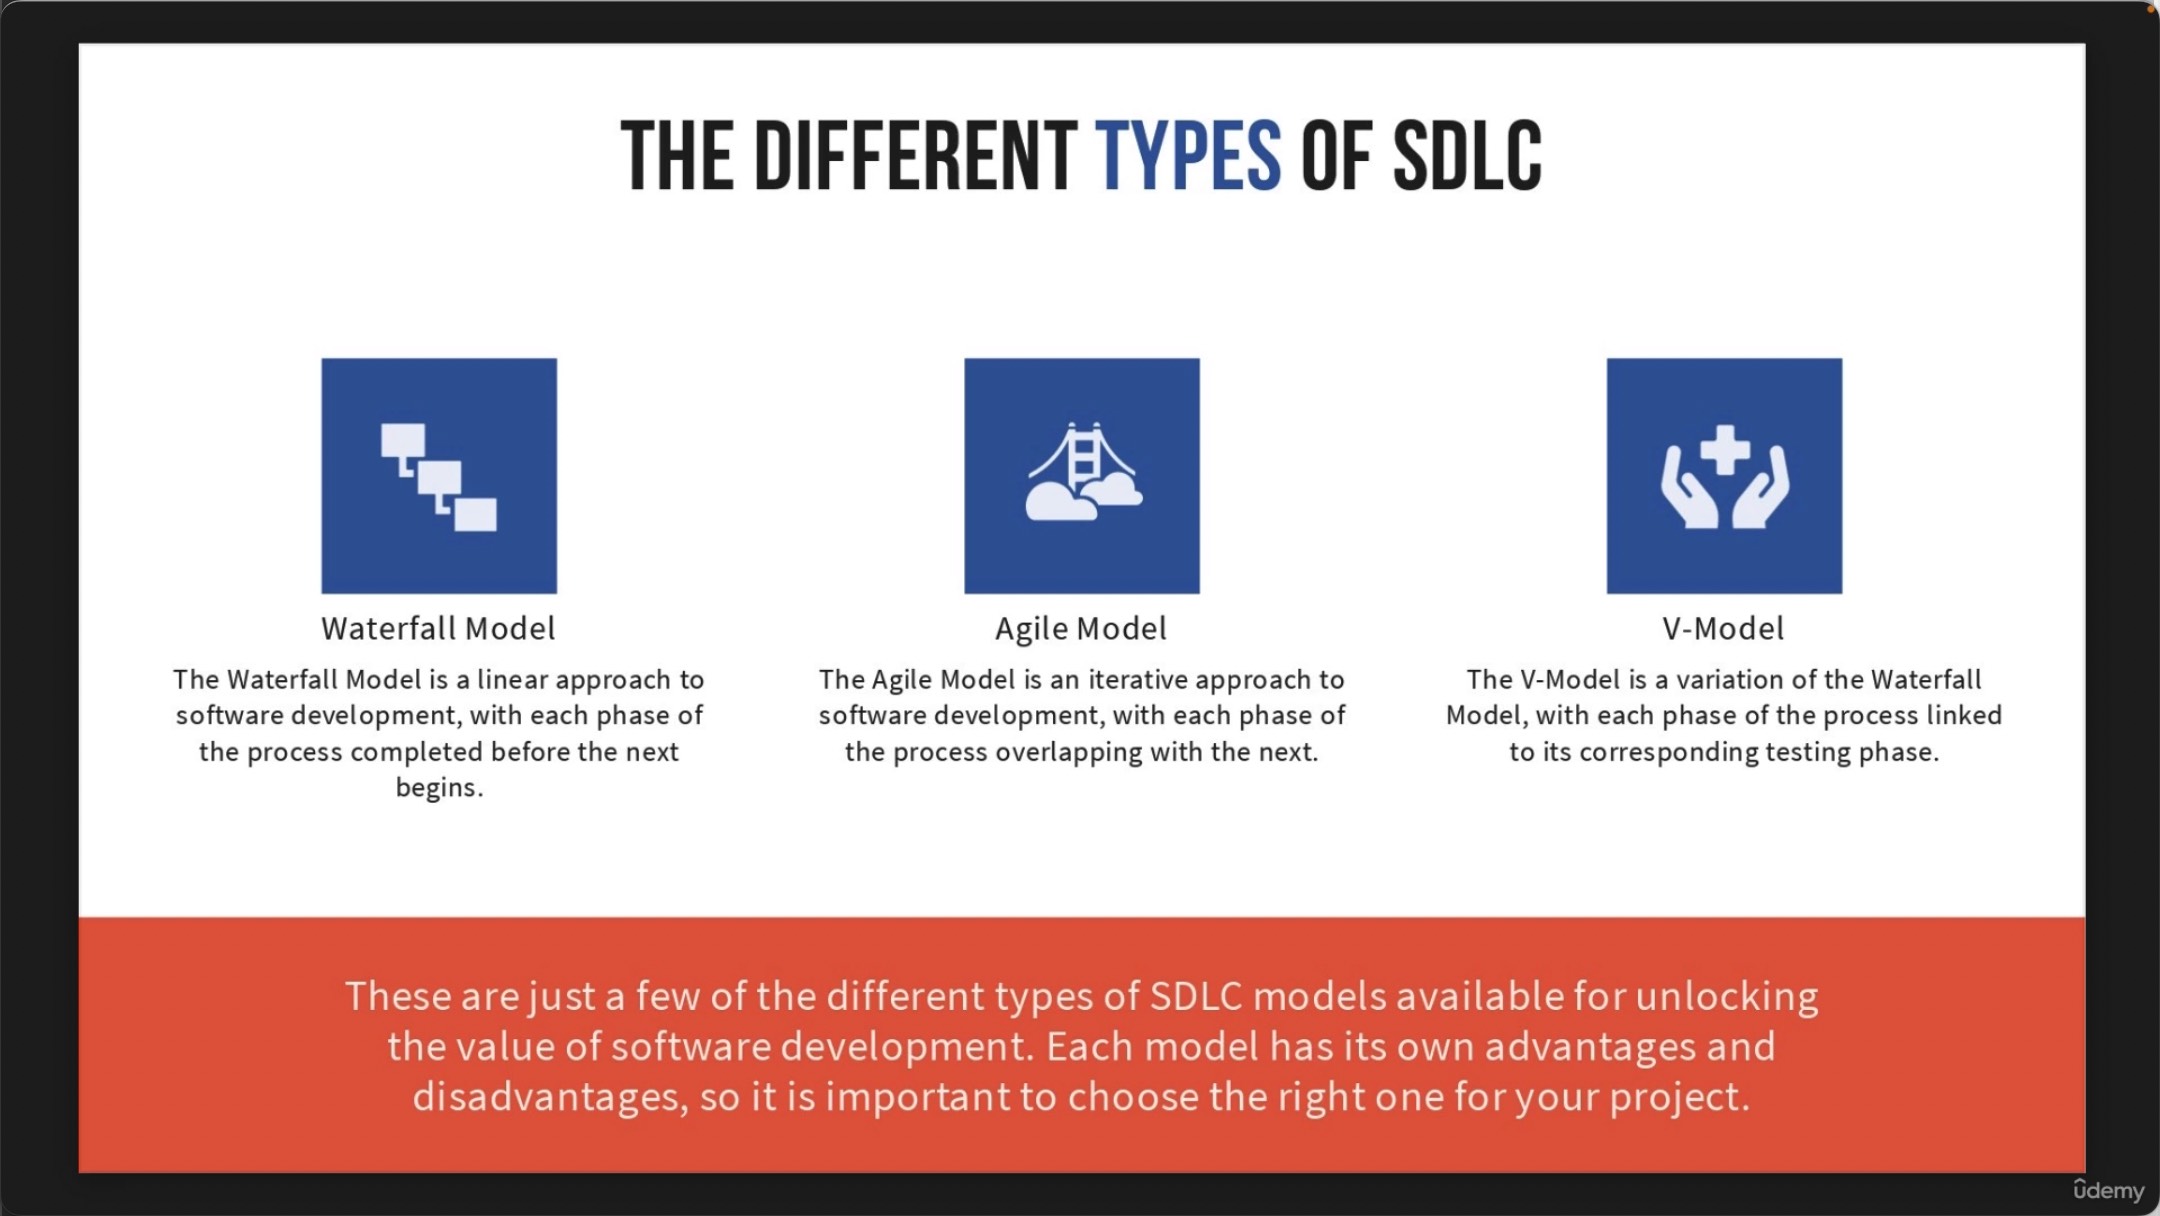 THE DIFFERENT TYPES OF SDLC
Waterfall Model
The Waterfall Model is a linear approach to
software development, with each phase of
the process completed before the next
begins.
Agile Model
The Agile Model is an iterative approach to
software development, with each phase of
the process overlapping with the next.
V-Model
The V-Model is a variation of the Waterfall
Model, with each phase of the process linked
to its corresponding testing phase.
These are just a few of the different types of SDLC models available for unlocking
the value of software development. Each model has its own advantages and
disadvantages, so it is important to choose the right one for your project.
ûdemy